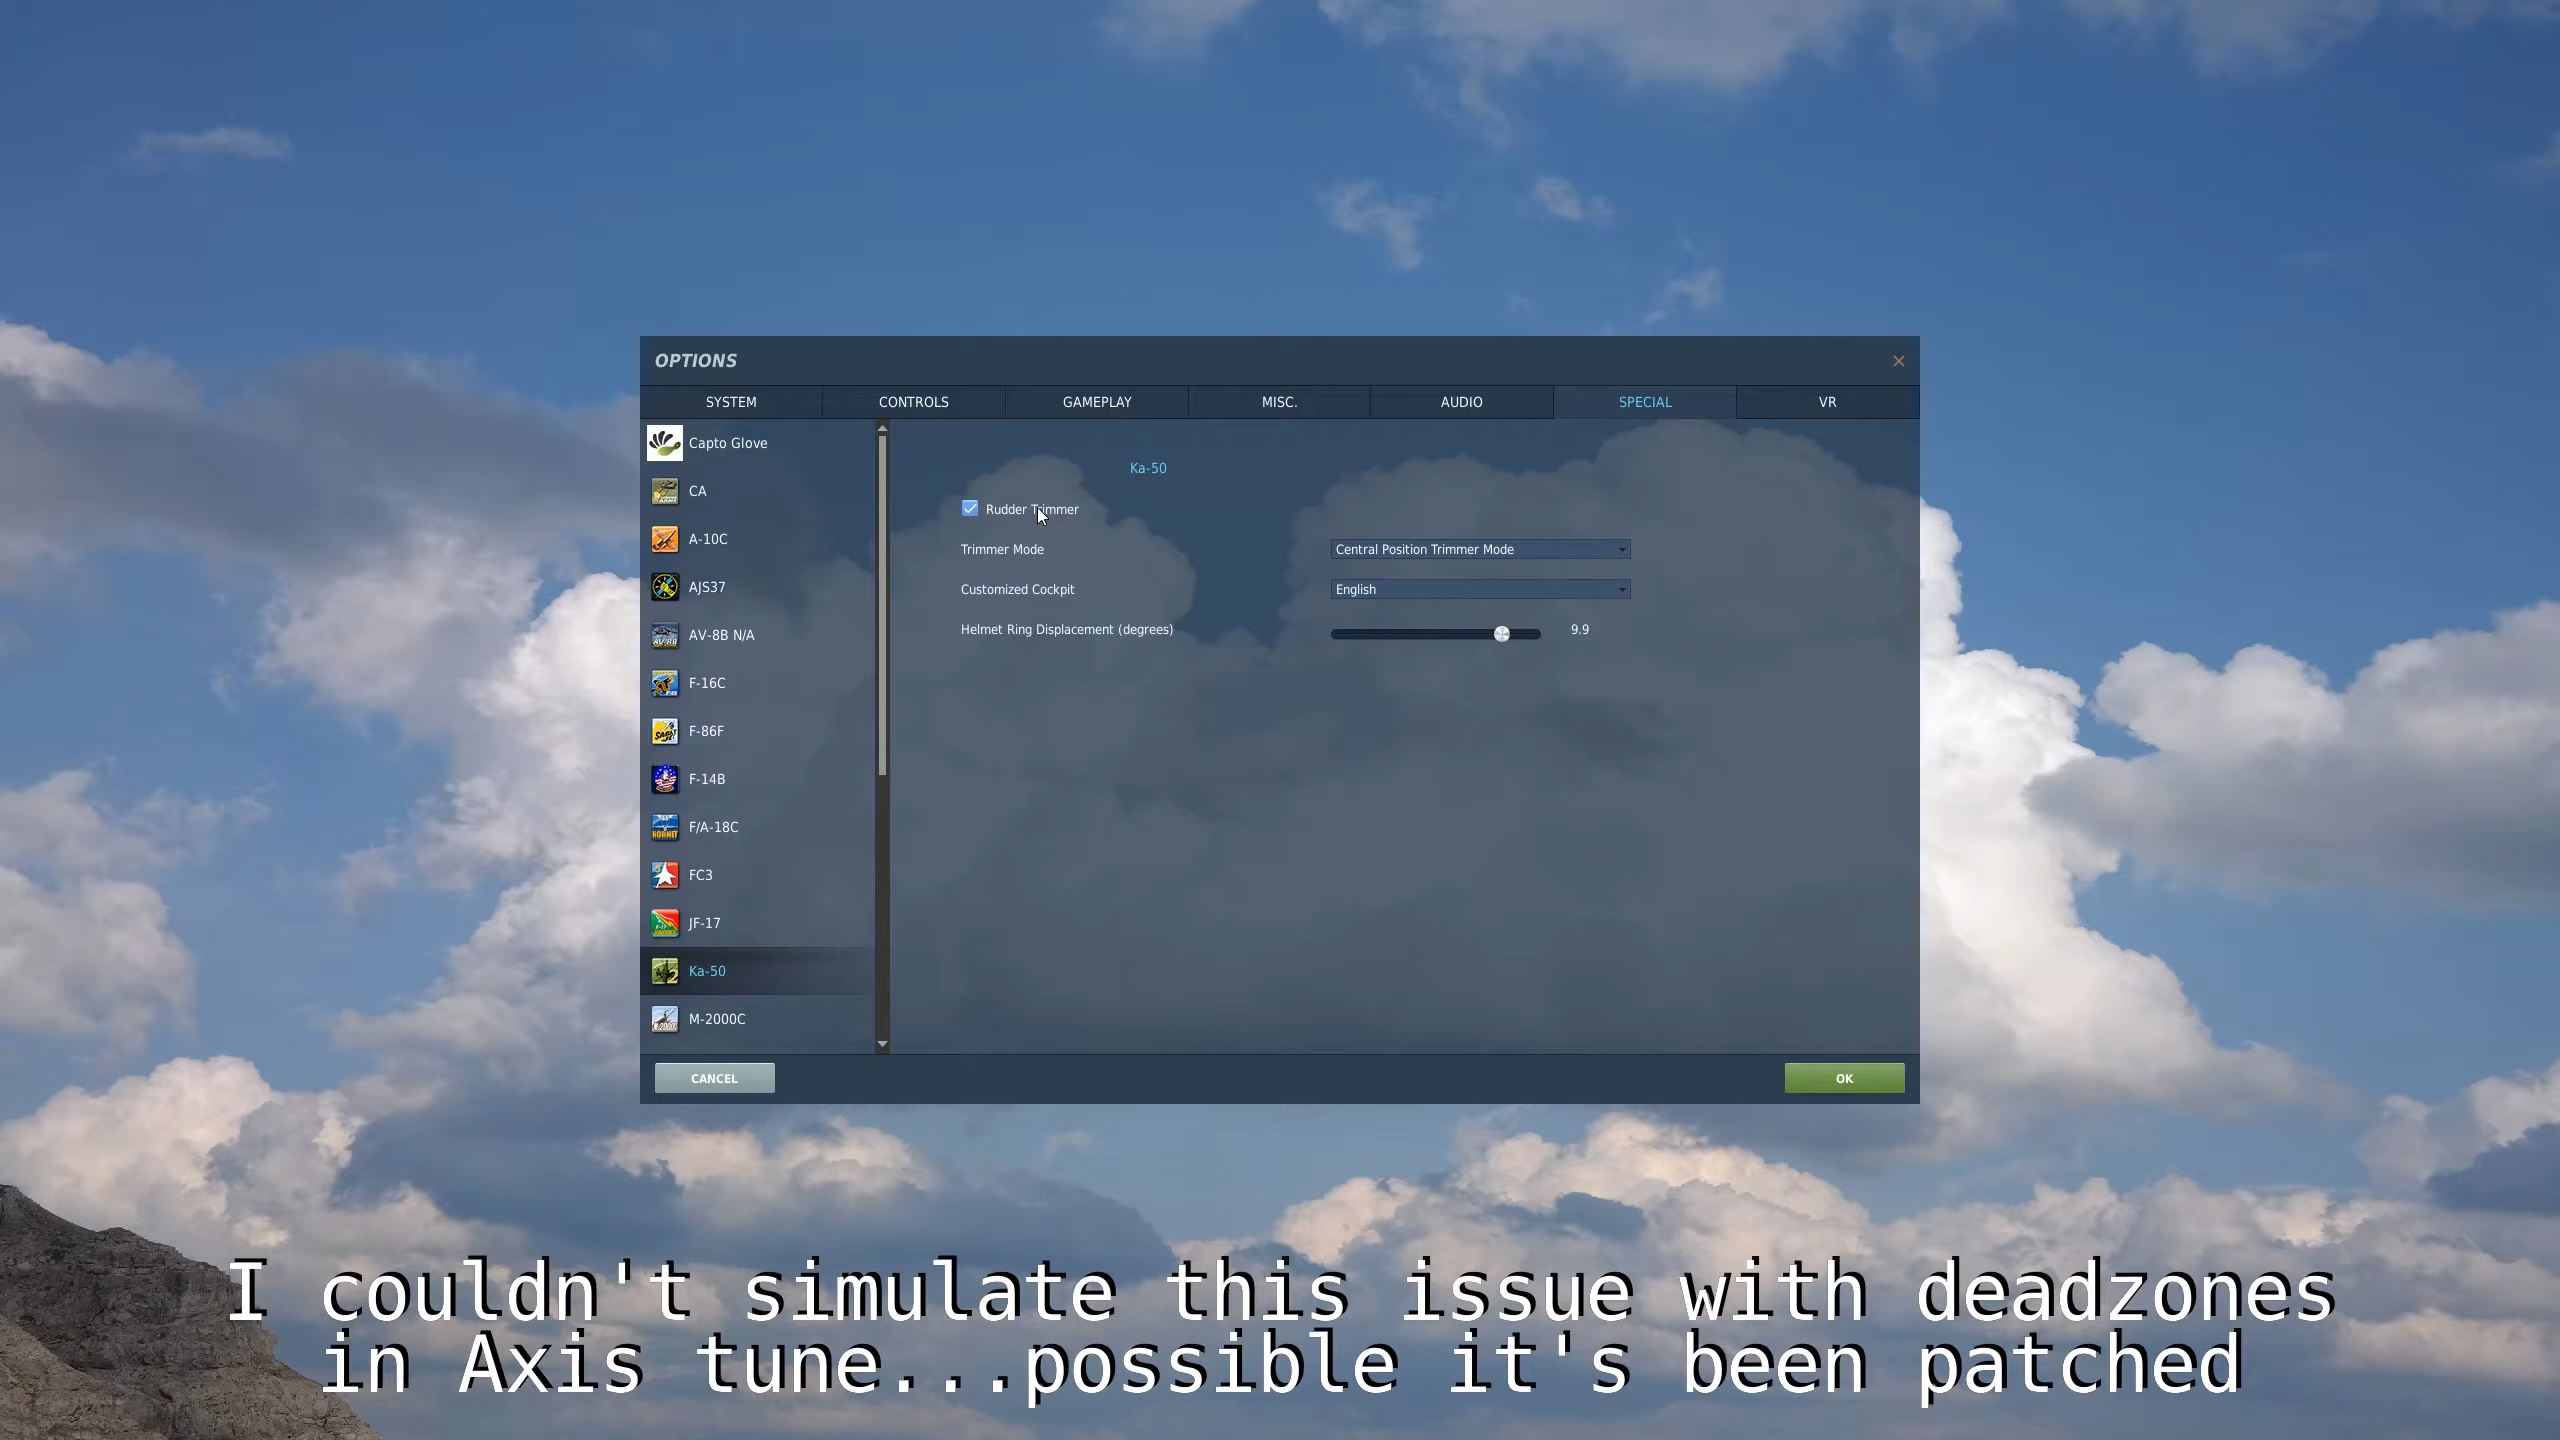 OPTIONS
SYSTEM
CONTROLS
GAMEPLAY
MISC.
AUDIO
SPECIAL
VR
Capto Glove
CA
A-10C
AJS37
AV-8B N/A
F-16C
F-86F
F-14B
F/A-18C
FC3
JF-17
Ka-50
M-2000C
Ka-50
Rudder Trimmer
Trimmer Mode
Central Position Trimmer Mode
Customized Cockpit
English
Helmet Ring Displacement (degrees)
9.9
CANCEL
OK
I couldn't simulate this issue with deadzones
in Axis tune...possible it's been patched